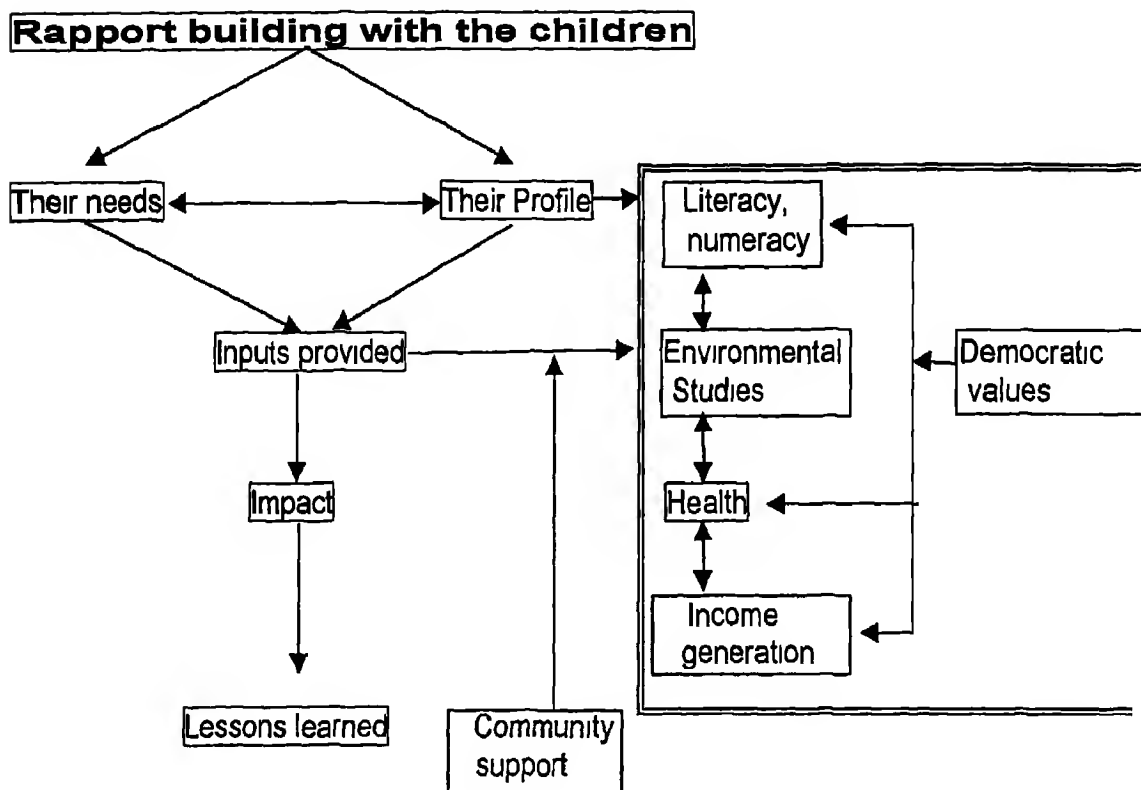 Rapport building with the children
Their needs
Their Profile
Literacy,
numeracy
Inputs provided
Environmental
Studies
Democratic
values
Impact
Health
Income
generation
Lessons learned
Community
support